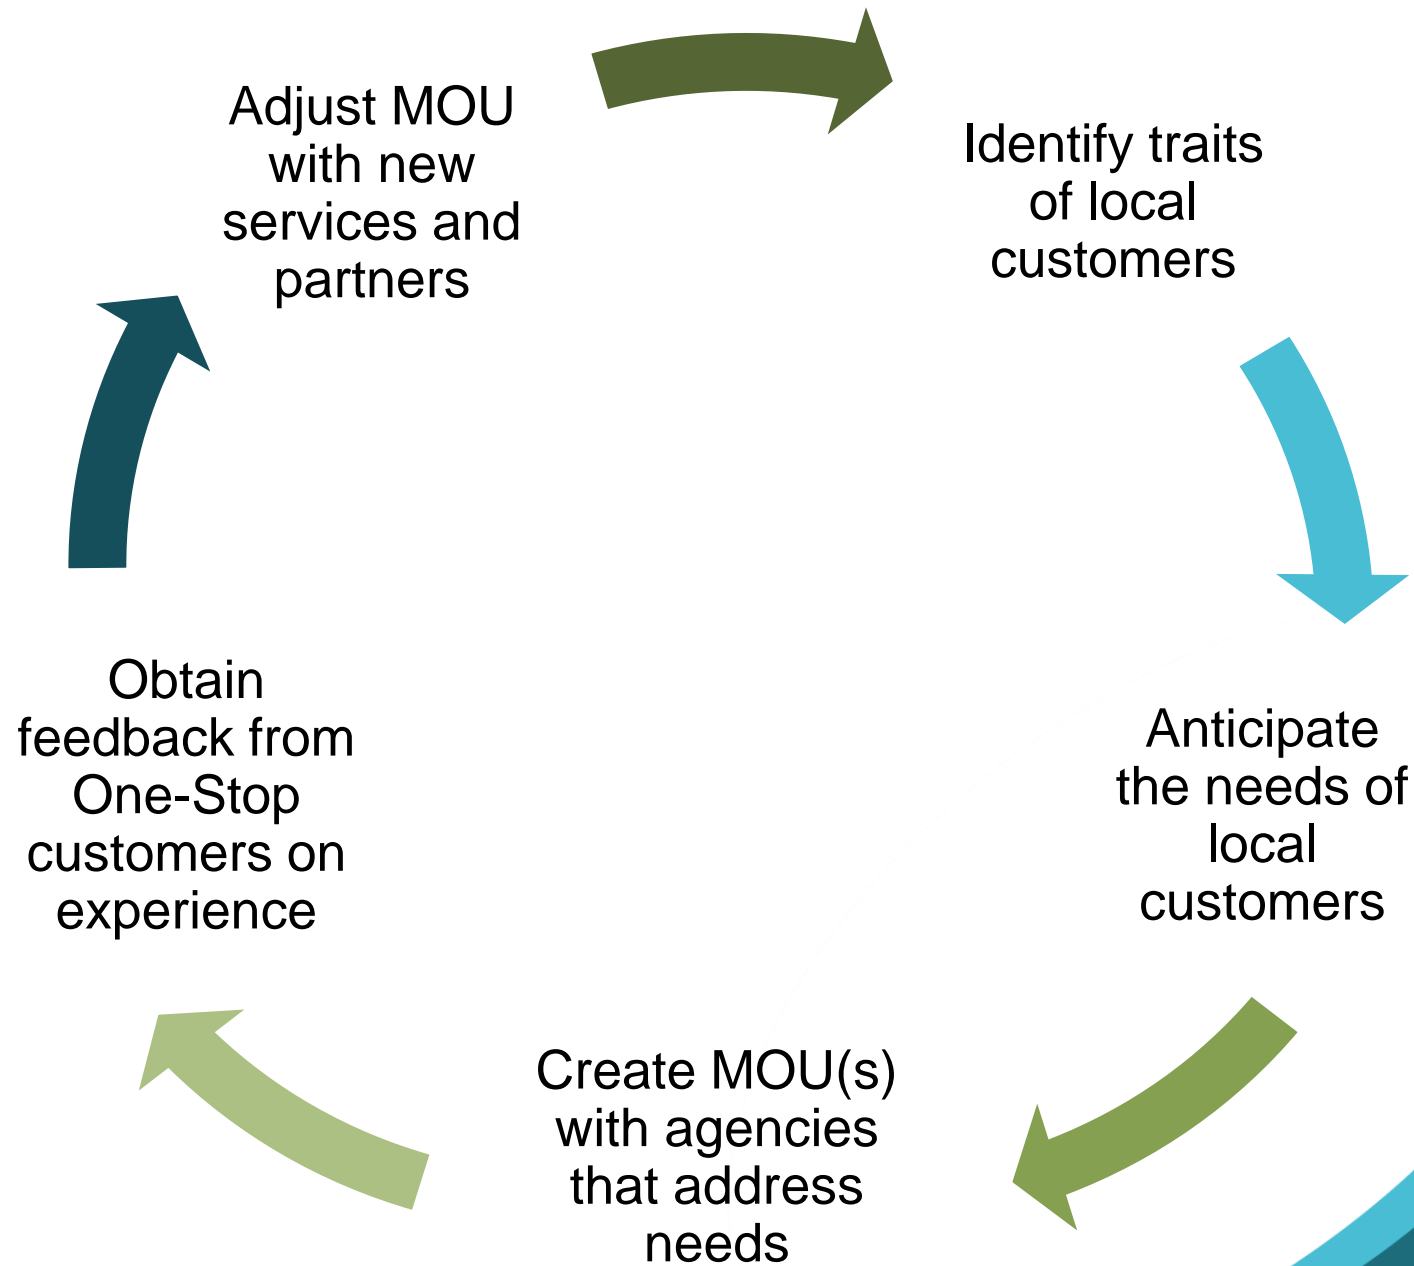 Adjust MOU
with new
services and
partners
Identify traits
of local
customers
Anticipate
the needs of
local
customers
Create MOU(s)
with agencies
that address
needs
Obtain
feedback from
One-Stop
customers on
experience